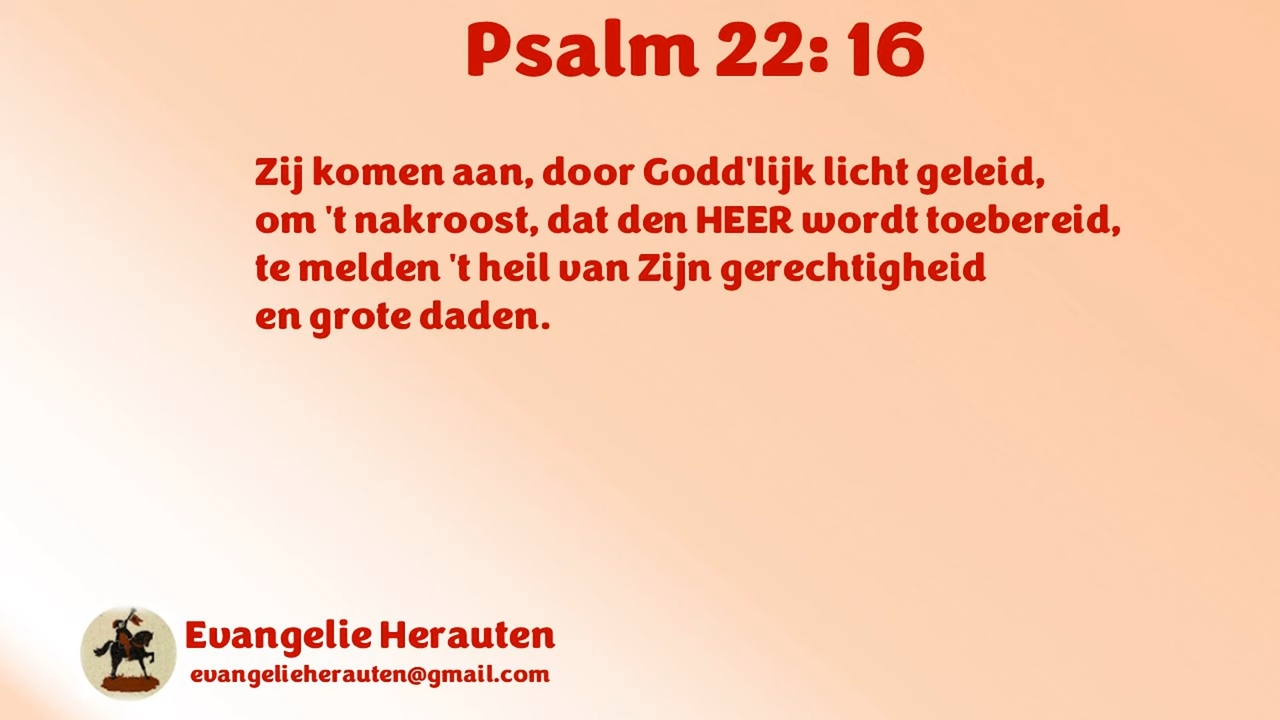 Psalm 22: 16
Zij komen aan, door Godd'lijk licht geleid,
om 't nakroost, dat den HEER wordt toebereid,
te melden 't heil van Zijn gerechtigheid
en grote daden.
Evangelie Herauten
evangelieherauten@gmail.com